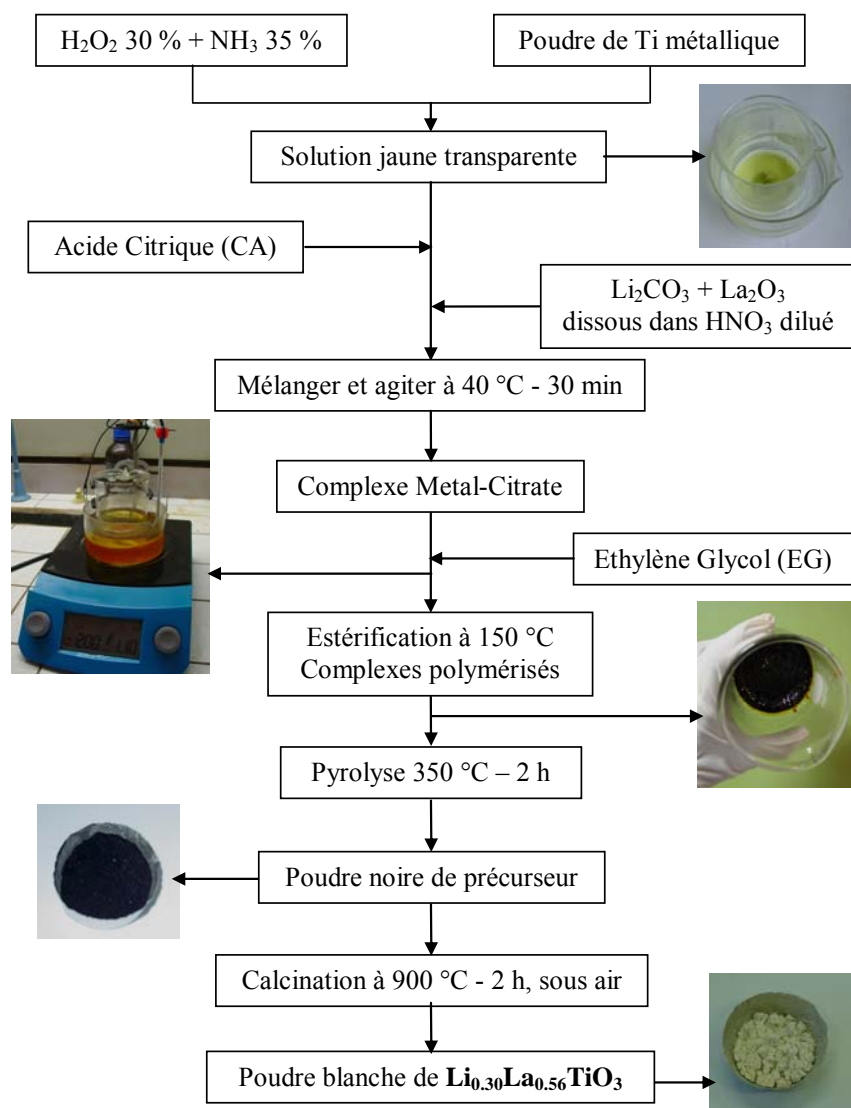 H₂O₂ 30 % + NH₃ 35 %
Poudre de Ti métallique
Solution jaune transparente
Acide Citrique (CA)
Li₂CO₃ + La₂O₃
dissous dans HNO₃ dilué
Mélanger et agiter à 40 °C - 30 min
Complexe Metal-Citrate
Ethylène Glycol (EG)
Estérification à 150 °C
Complexes polymérisés
Pyrolyse 350 °C – 2 h
Poudre noire de précurseur
Calcination à 900 °C - 2 h, sous air
Poudre blanche de Li₀.₃₀La₀.₅₆TiO₃